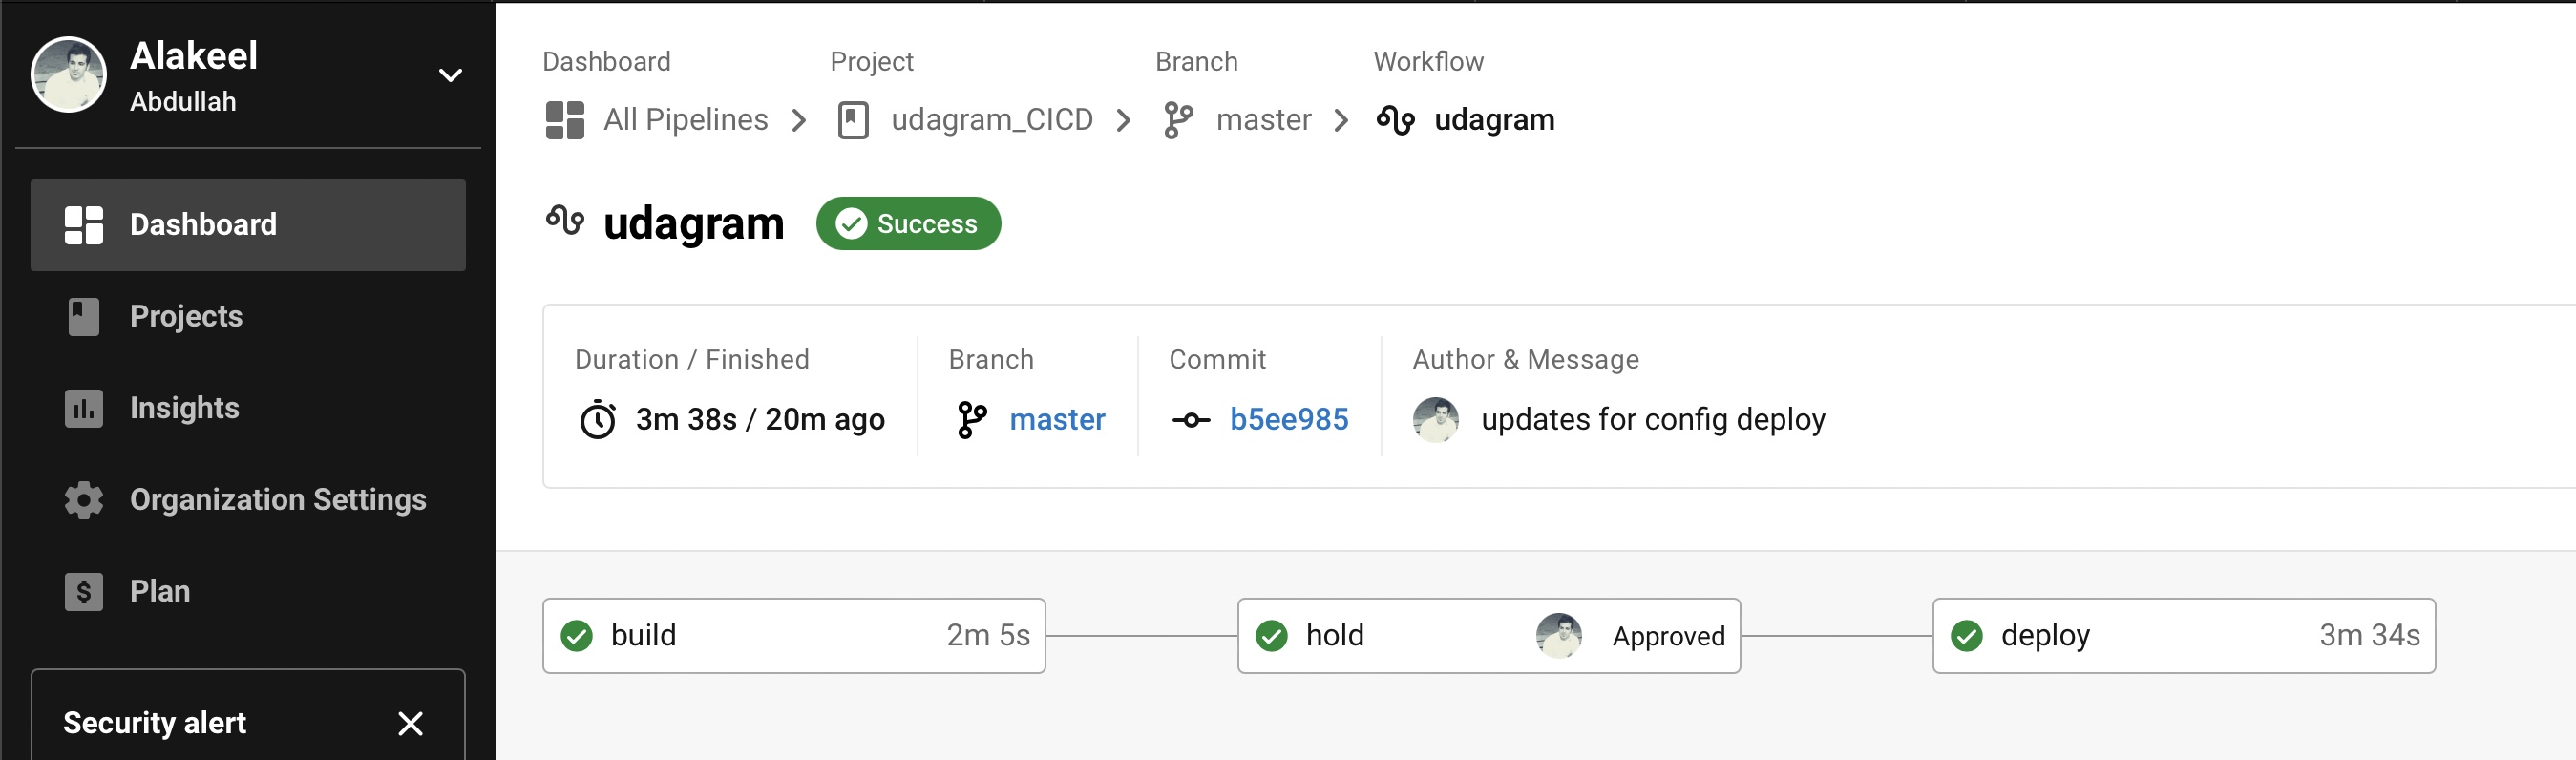 Alakeel
Abdullah
Dashboard
Projects
Insights
Organization Settings
Plan
Security alert
Dashboard Project Branch Workflow
All Pipelines udagram_CICD master udagram
udagram Success
Duration / Finished Branch Commit Author & Message
3m 38s / 20m ago master b5ee985 updates for config deploy
build 2m 5s hold Approved deploy 3m 34s